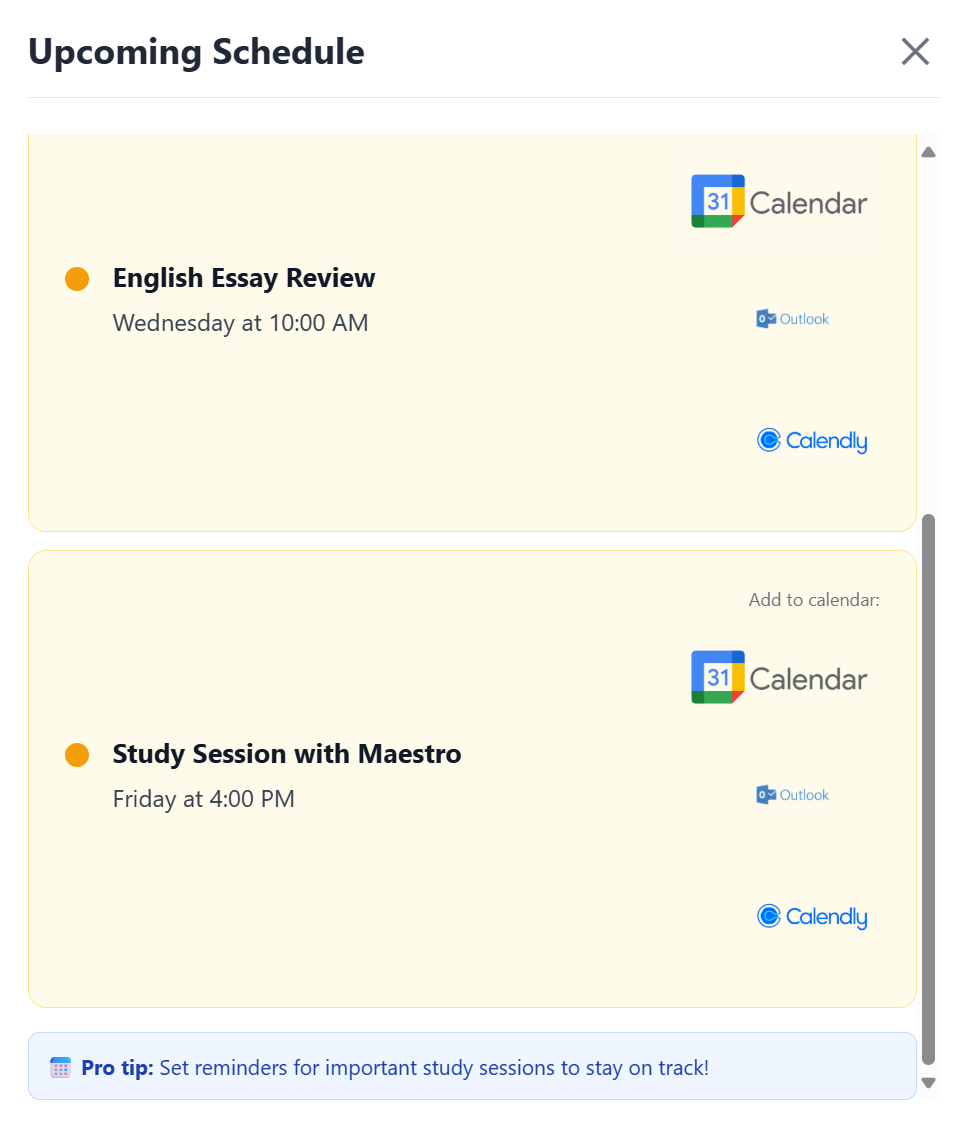 Upcoming Schedule
31 Calendar
English Essay Review
Wednesday at 10:00 AM
Outlook
Calendly
Add to calendar:
31 Calendar
Study Session with Maestro
Friday at 4:00 PM
Outlook
Calendly
Pro tip: Set reminders for important study sessions to stay on track!